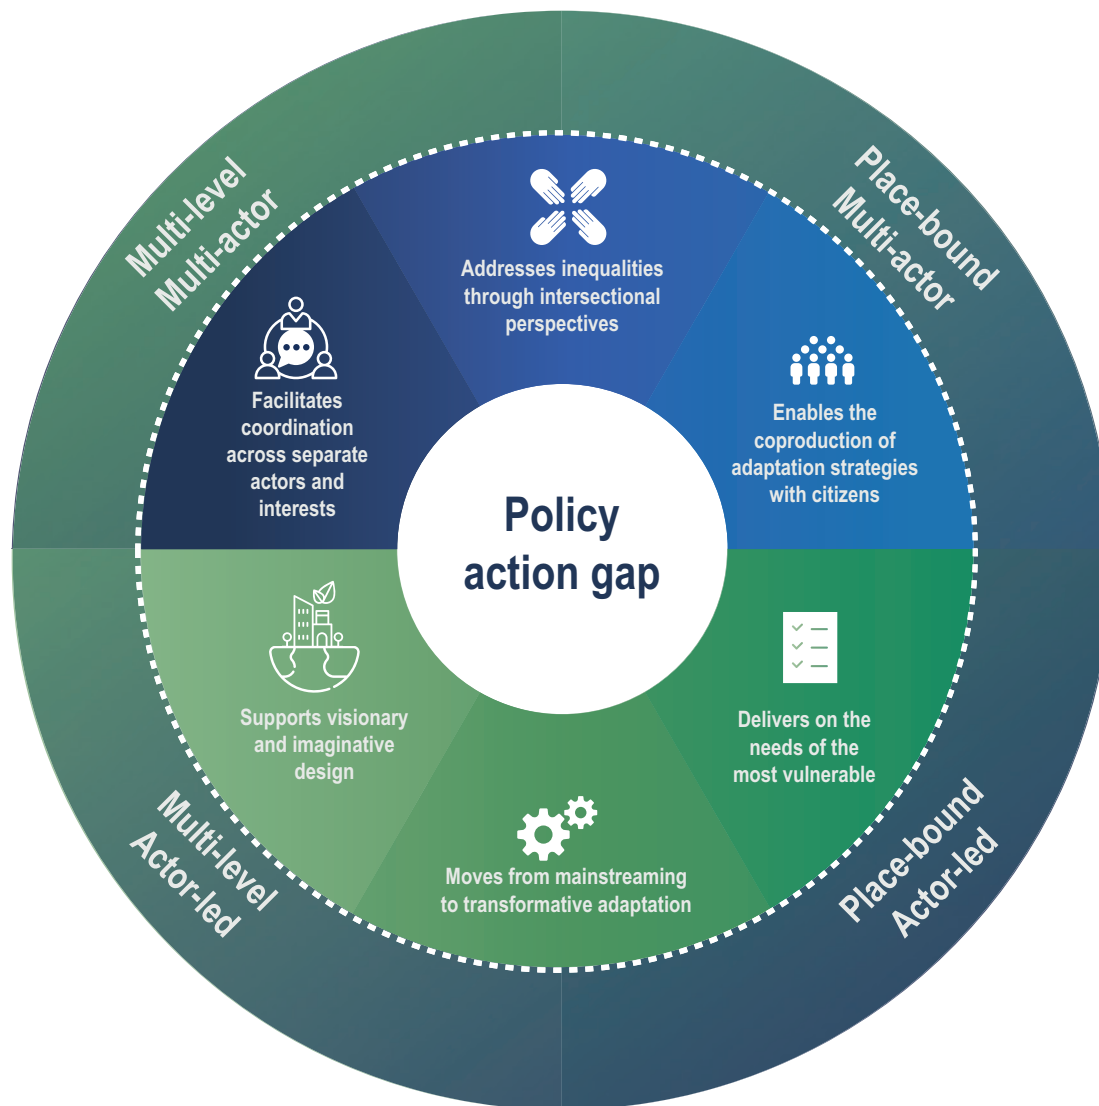 Multi-level
Multi-actor
Place-bound
Multi-actor
Addresses inequalities
through intersectional
perspectives
Facilitates
coordination
across separate
actors and
interests
Enables the
coproduction of
adaptation strategies
with citizens
Policy
action gap
Supports visionary
and imaginative
design
Delivers on the
needs of the
most vulnerable
Moves from mainstreaming
to transformative adaptation
Multi-level
Actor-led
Place-bound
Actor-led